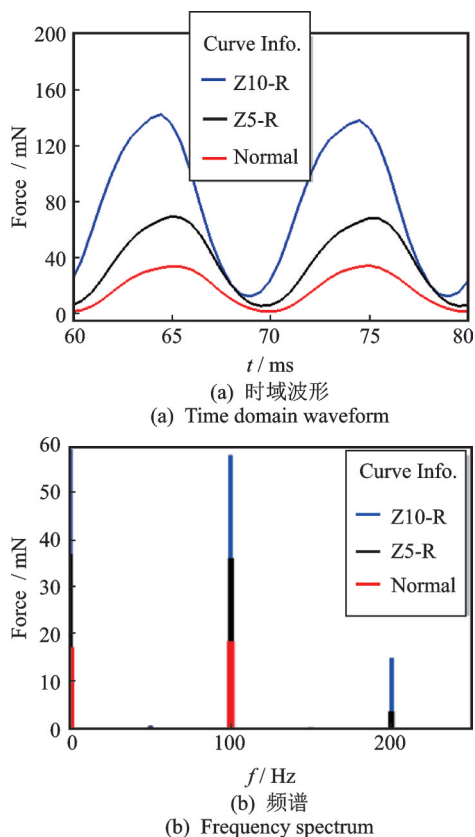 200
160
120
80
40
0
Force / mN
Curve Info.
Z10-R
Z5-R
Normal
60 65 70 75 80
t / ms
(a) 时域波形
(a) Time domain waveform
60
50
40
30
20
10
0
Force / mN
Curve Info.
Z10-R
Z5-R
Normal
0 100 200
f / Hz
(b) 频谱
(b) Frequency spectrum